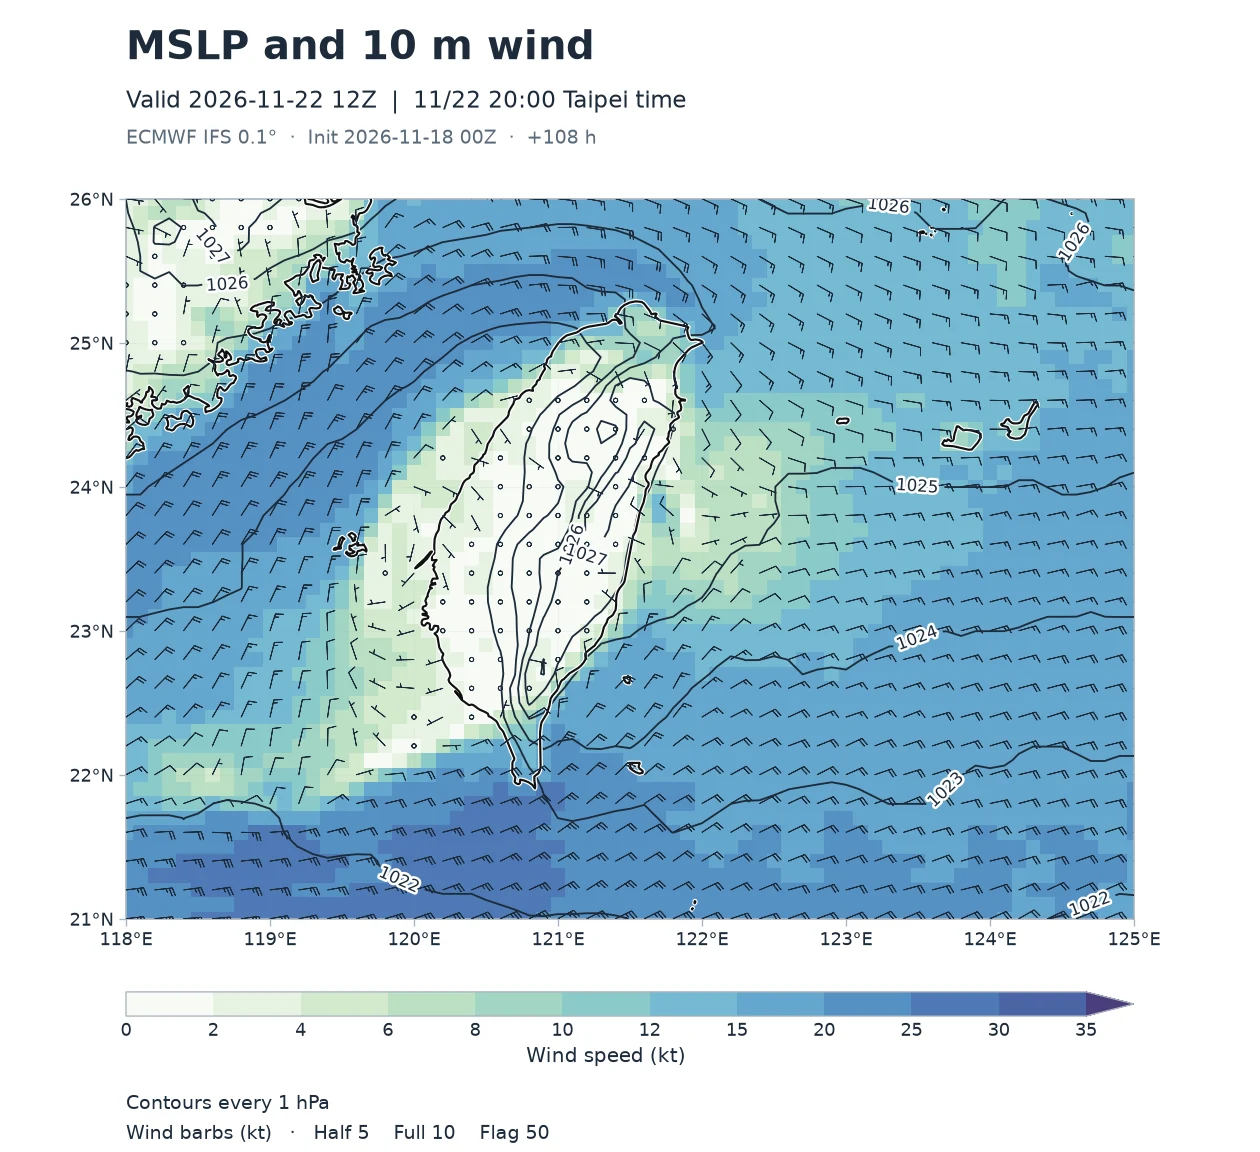 MSLP and 10 m wind
Valid 2026-11-22 12Z | 11/22 20:00 Taipei time
ECMWF IFS 0.1° · Init 2026-11-18 00Z · +108 h
26°N
25°N
24°N
23°N
22°N
21°N
1026
1027
1026
1026
1025
1026
1027
1024
1023
1022
1022
118°E 119°E 120°E 121°E 122°E 123°E 124°E 125°E
0 2 4 6 8 10 12 15 20 25 30 35
Wind speed (kt)
Contours every 1 hPa
Wind barbs (kt) · Half 5 Full 10 Flag 50